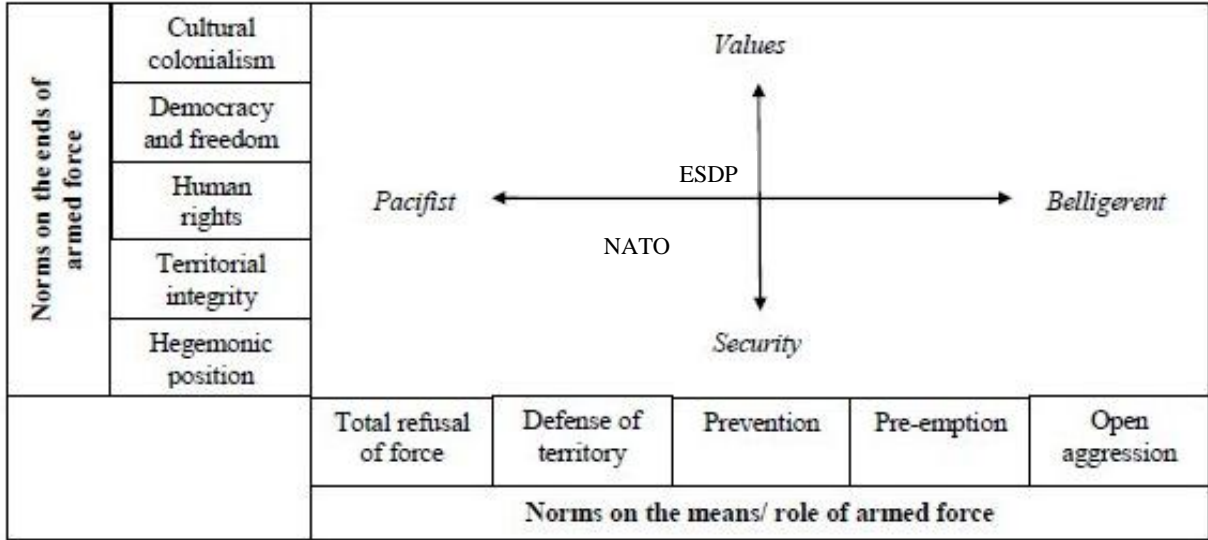 Norms on the ends of
armed force
Cultural
colonialism
Democracy
and freedom
Human
rights
Territorial
integrity
Hegemonic
position
Values
ESDP
Pacifist
Belligerent
NATO
Security
Total refusal
of force
Defense of
territory
Prevention
Pre-emption
Open
aggression
Norms on the means/ role of armed force